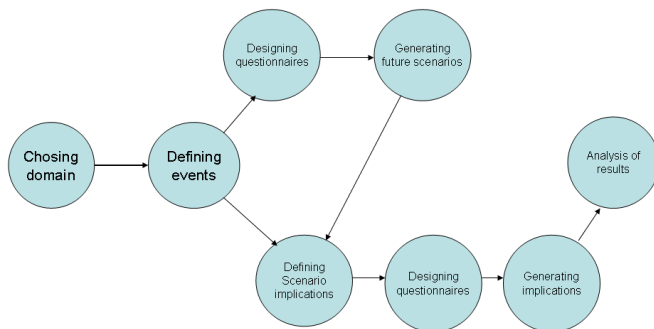 Designing
questionnaires
Generating
future scenarios
Chosing
domain
Defining
events
Analysis of
results
Defining
Scenario
implications
Designing
questionnaires
Generating
implications